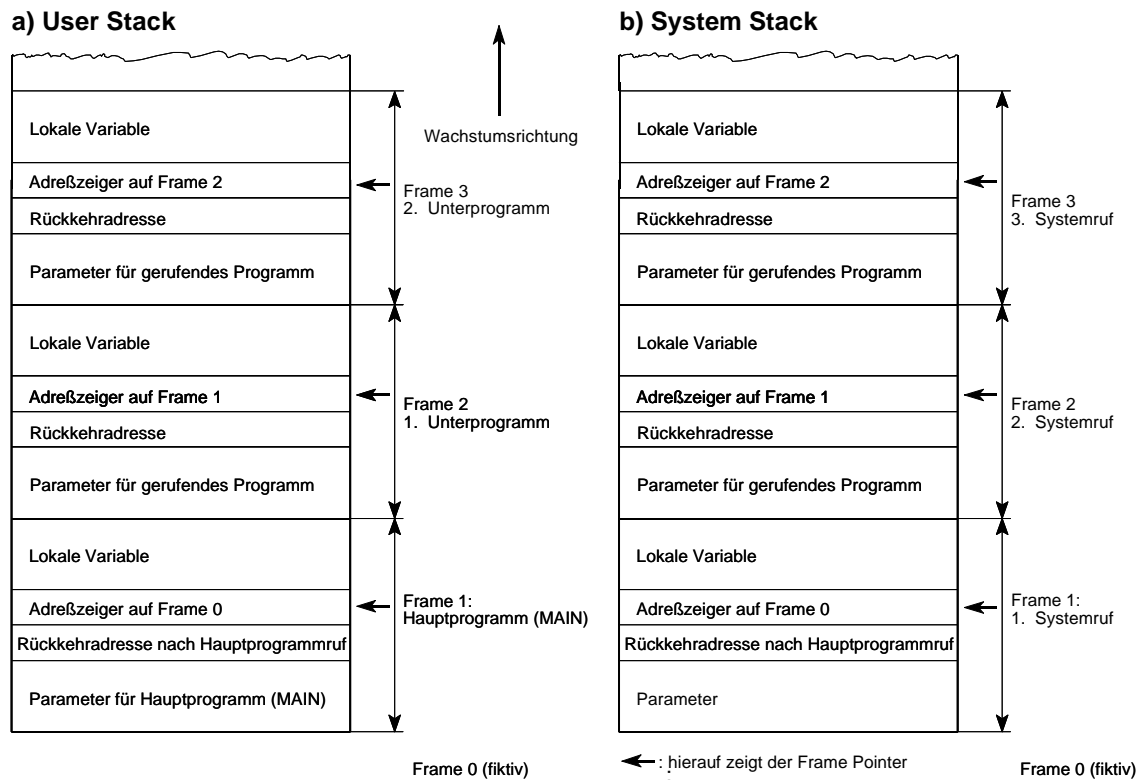 a) User Stack
Wachstumsrichtung
Lokale Variable
Adreßzeiger auf Frame 2
Rückkehradresse
Parameter für gerufendes Programm
Frame 3
2. Unterprogramm
Lokale Variable
Adreßzeiger auf Frame 1
Rückkehradresse
Parameter für gerufendes Programm
Frame 2
1. Unterprogramm
Lokale Variable
Adreßzeiger auf Frame 0
Rückkehradresse nach Hauptprogrammruf
Parameter für Hauptprogramm (MAIN)
Frame 1:
Hauptprogramm (MAIN)
Frame 0 (fiktiv)
b) System Stack
Lokale Variable
Adreßzeiger auf Frame 2
Rückkehradresse
Parameter für gerufendes Programm
Frame 3
3. Systemruf
Lokale Variable
Adreßzeiger auf Frame 1
Rückkehradresse
Parameter für gerufendes Programm
Frame 2
2. Systemruf
Lokale Variable
Adreßzeiger auf Frame 0
Rückkehradresse nach Hauptprogrammruf
Parameter
Frame 1:
1. Systemruf
: hierauf zeigt der Frame Pointer
Frame 0 (fiktiv)